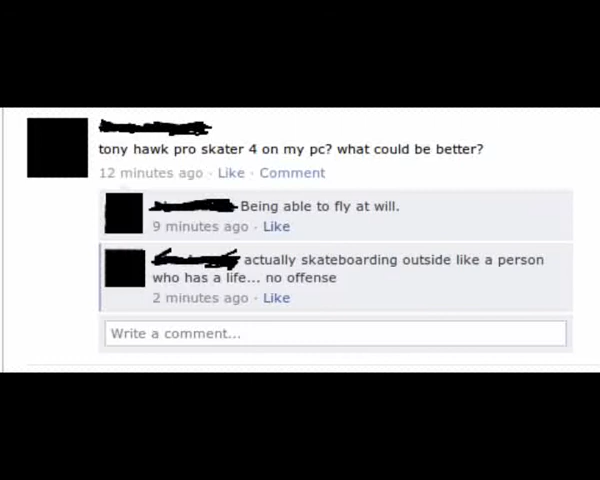 tony hawk pro skater 4 on my pc? what could be better?
12 minutes ago · Like · Comment
Being able to fly at will.
9 minutes ago · Like
actually skateboarding outside like a person
who has a life... no offense
2 minutes ago · Like
Write a comment...